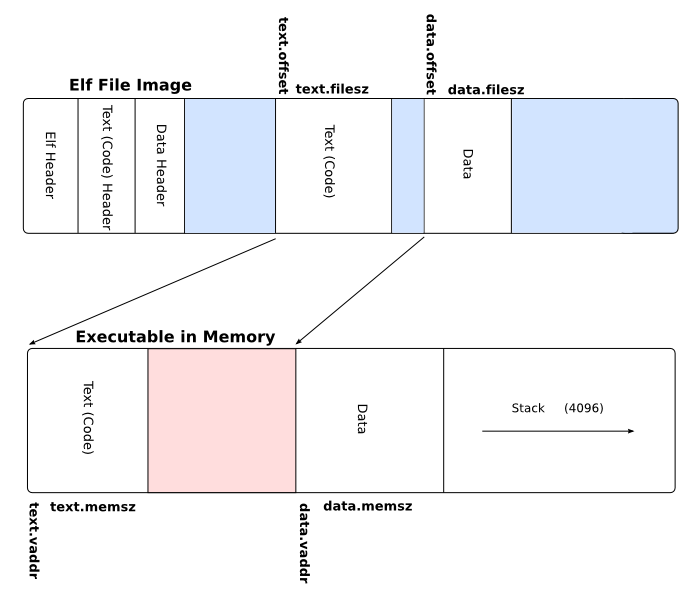 text.offset
data.offset
Elf File Image
text.filesz
data.filesz
Elf Header
Text (Code) Header
Data Header
Text (Code)
Data
Executable in Memory
Text (Code)
Data
Stack (4096)
text.vaddr
text.memsz
data.vaddr
data.memsz